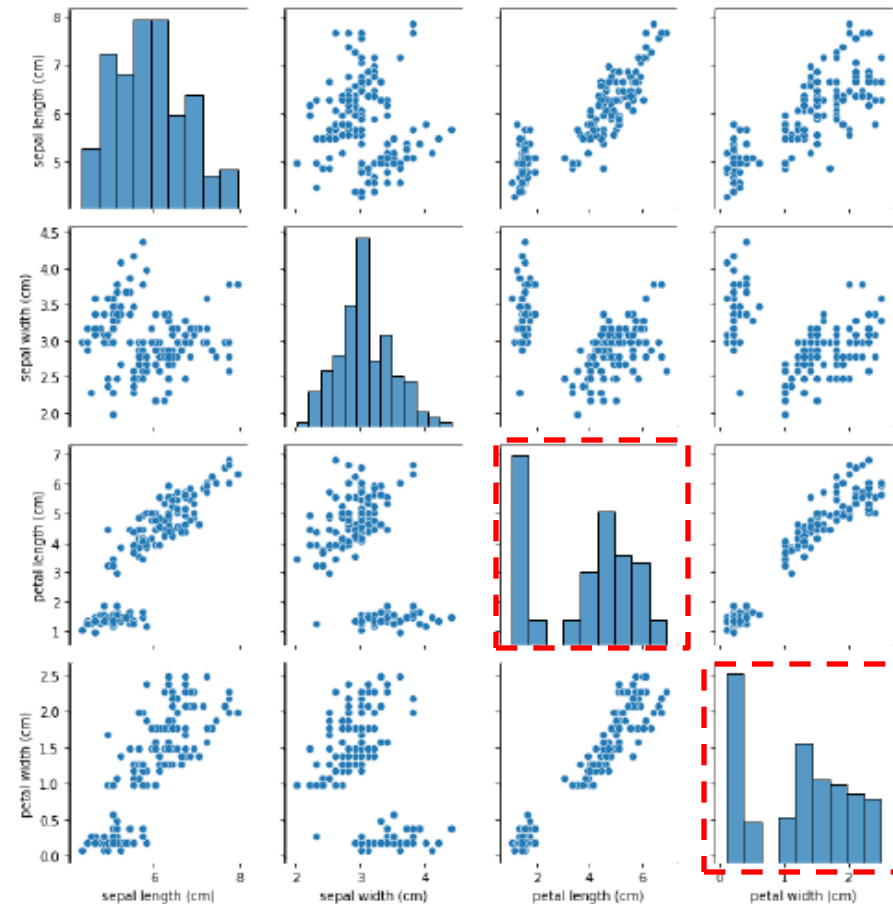 sepal length (cm)
8
7
6
5
sepal width (cm)
4.5
4.0
3.5
3.0
2.5
2.0
petal length (cm)
7
6
5
4
3
2
1
petal width (cm)
2.5
2.0
1.5
1.0
0.5
0.0
6 8
sepal length (cm)
2 3 4
sepal width (cm)
2 4 6
petal length (cm)
0 1 2
petal width (cm)